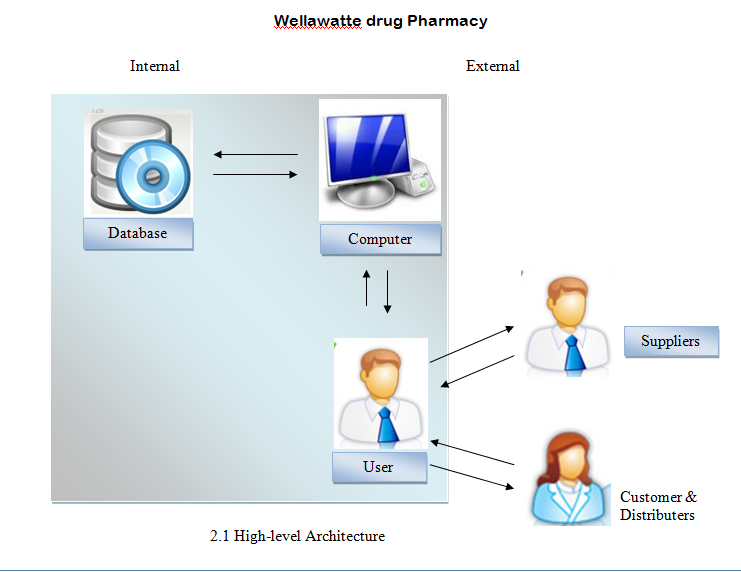 Wellawatte drug Pharmacy
Internal
External
Database
Computer
Suppliers
User
Customer &
Distributers
2.1 High-level Architecture